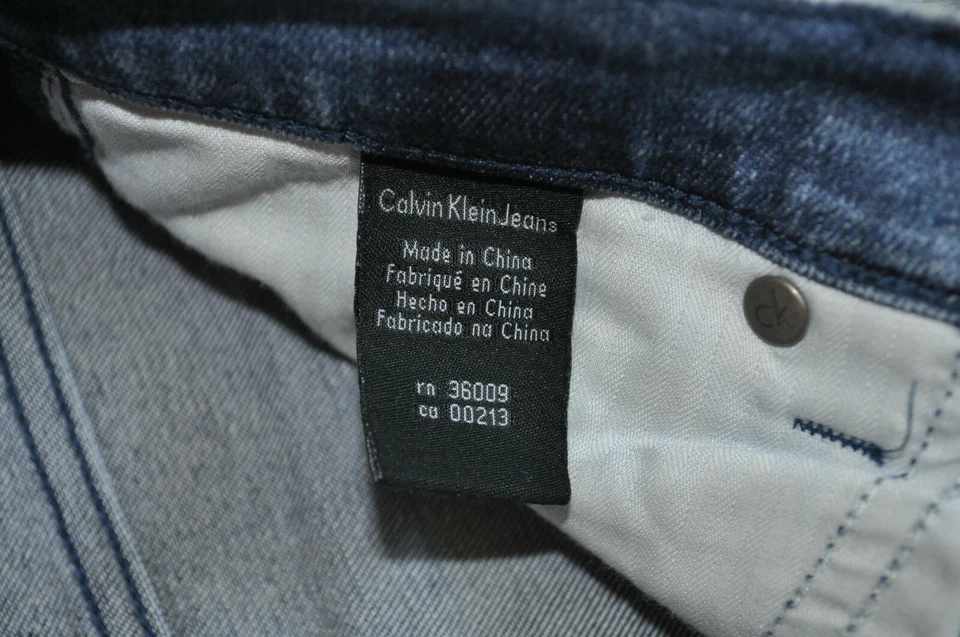 Calvin Klein Jeans
Made in China
Fabriqué en Chine
Hecho en China
Fabricado na China
rn 36009
ca 00213
ck